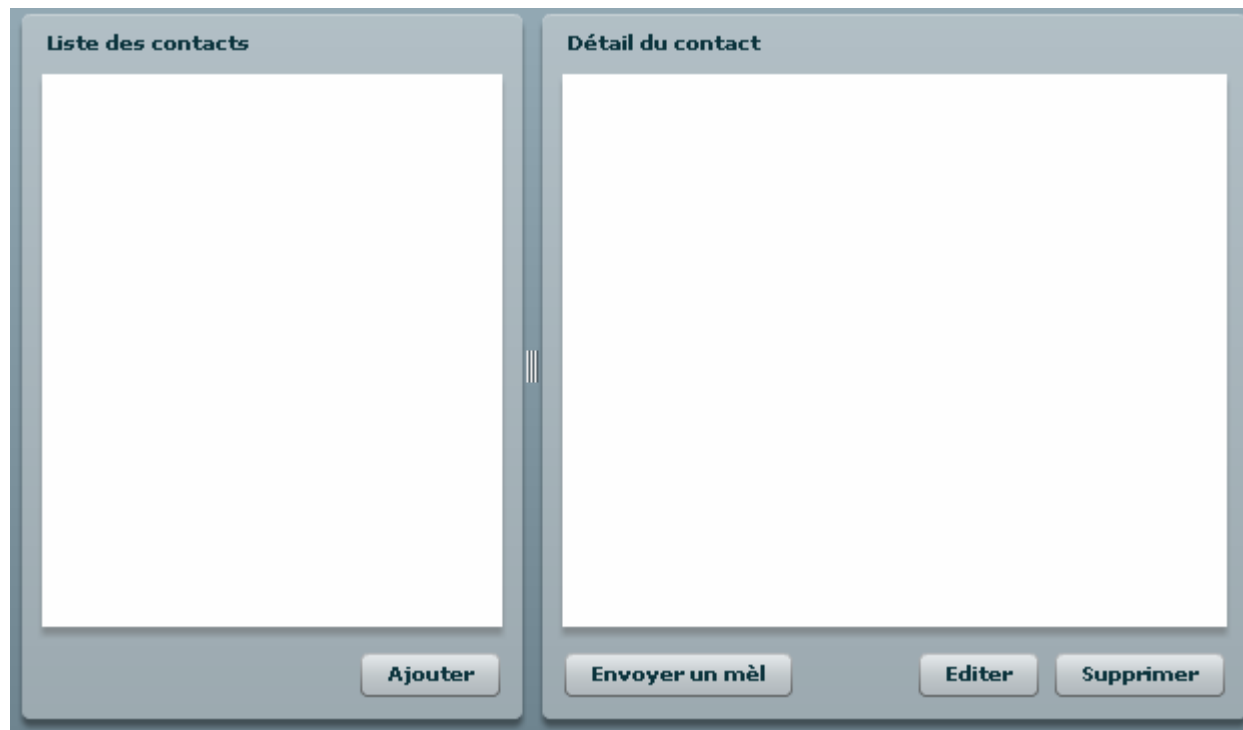 Liste des contacts
Détail du contact
Ajouter
Envoyer un mèl
Editer
Supprimer